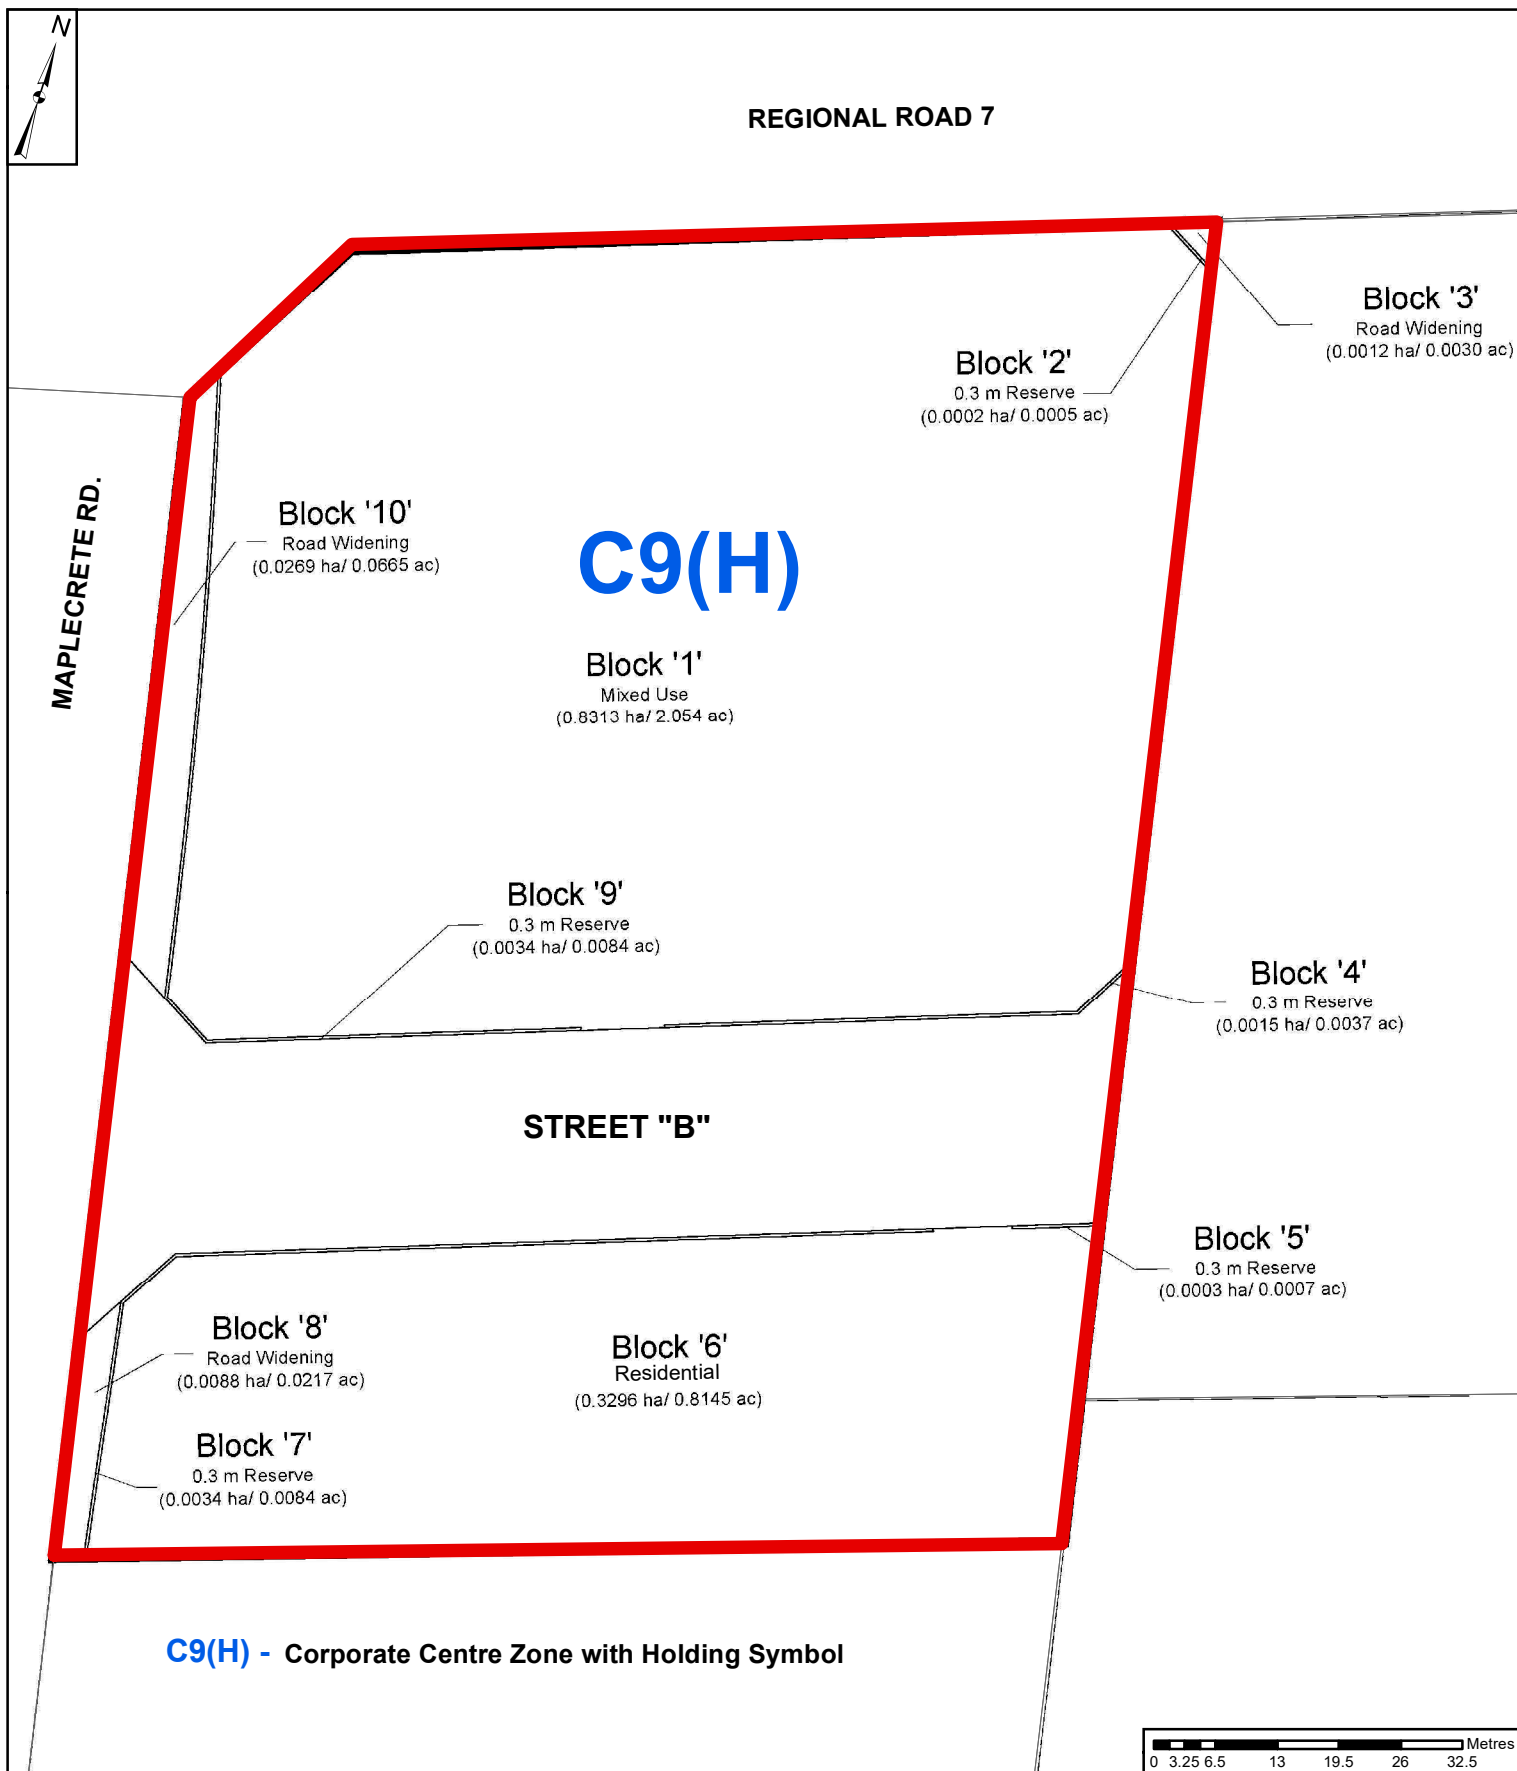 N
REGIONAL ROAD 7
Block '3'
Road Widening
(0.0012 ha/ 0.0030 ac)
Block '2'
0.3 m Reserve
(0.0002 ha/ 0.0005 ac)
MAPLECRETE RD.
Block '10'
Road Widening
(0.0269 ha/ 0.0665 ac)
C9(H)
Block '1'
Mixed Use
(0.8313 ha/ 2.054 ac)
Block '9'
0.3 m Reserve
(0.0034 ha/ 0.0084 ac)
Block '4'
0.3 m Reserve
(0.0015 ha/ 0.0037 ac)
STREET "B"
Block '5'
0.3 m Reserve
(0.0003 ha/ 0.0007 ac)
Block '8'
Road Widening
(0.0088 ha/ 0.0217 ac)
Block '6'
Residential
(0.3296 ha/ 0.8145 ac)
Block '7'
0.3 m Reserve
(0.0034 ha/ 0.0084 ac)
C9(H) - Corporate Centre Zone with Holding Symbol
Metres
0 3.25 6.5 13 19.5 26 32.5